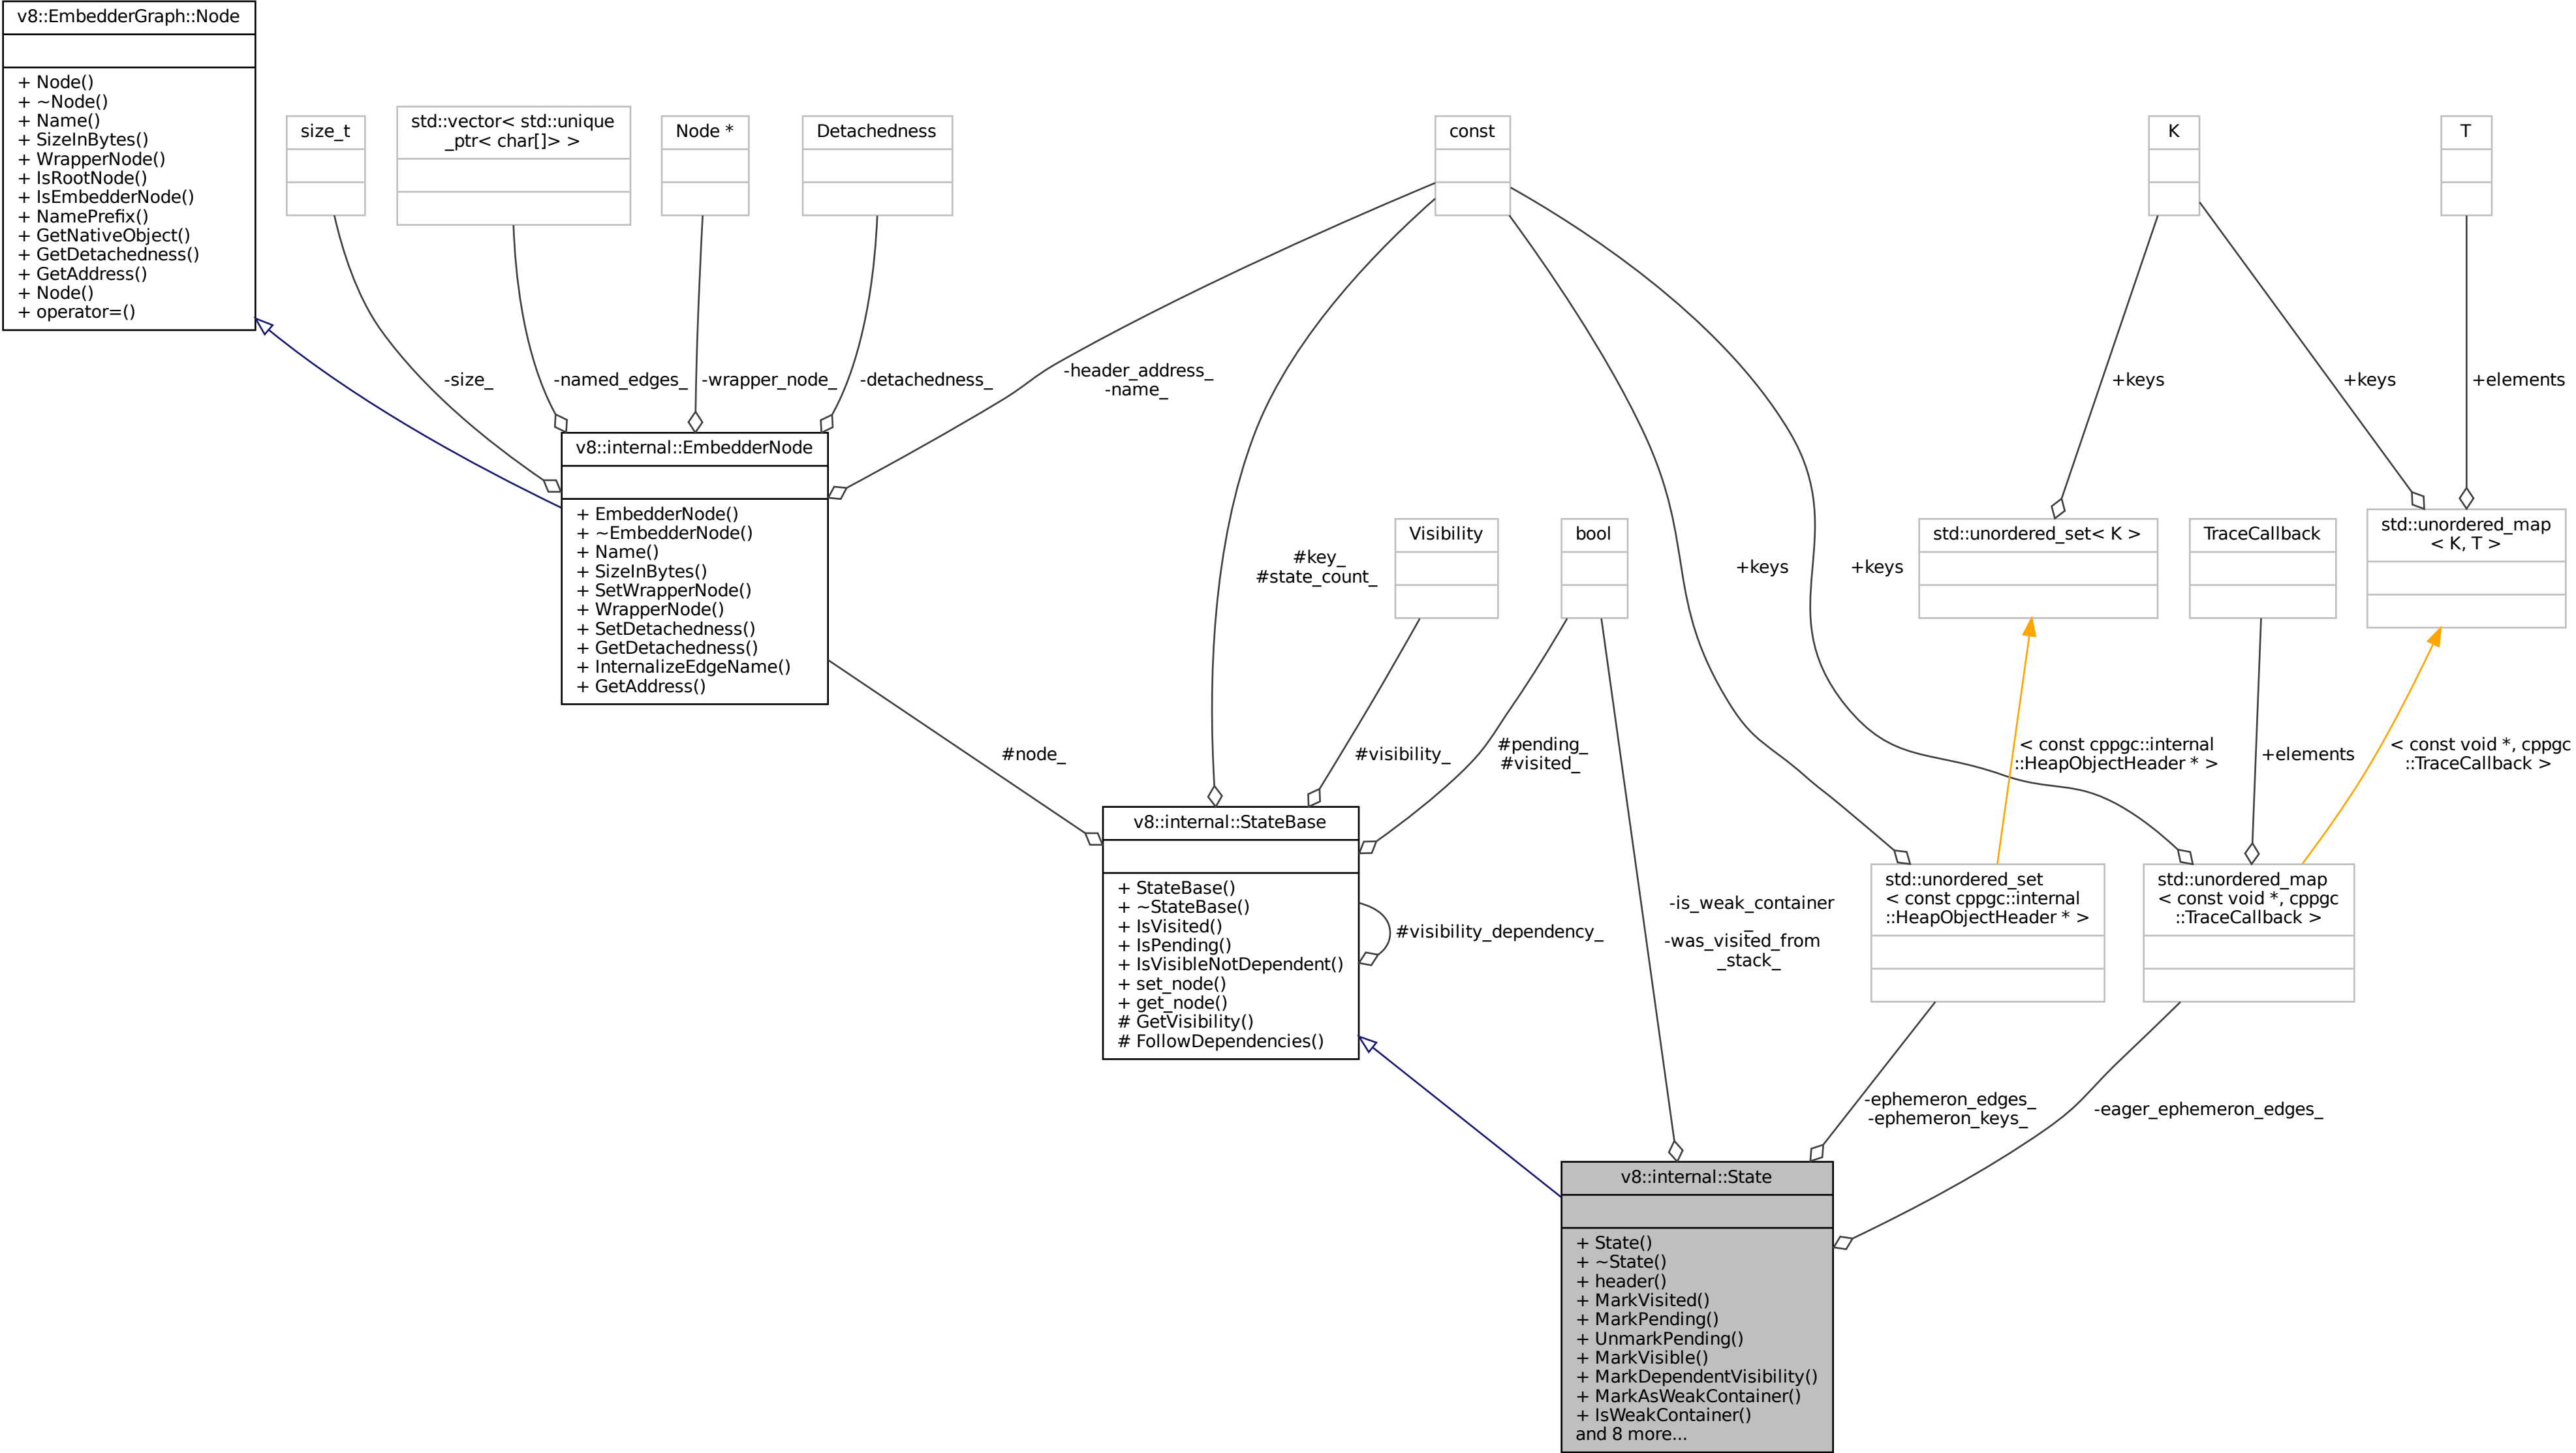 v8::EmbedderGraph::Node
+ Node()
+ ~Node()
+ Name()
+ SizeInBytes()
+ WrapperNode()
+ IsRootNode()
+ IsEmbedderNode()
+ NamePrefix()
+ GetNativeObject()
+ GetDetachedness()
+ GetAddress()
+ Node()
+ operator=()
size_t
std::vector< std::unique
_ptr< char[]> >
Node *
Detachedness
const
K
T
-size_
-named_edges_
-wrapper_node_
-detachedness_
-header_address_
-name_
+keys
+keys
+elements
v8::internal::EmbedderNode
+ EmbedderNode()
+ ~EmbedderNode()
+ Name()
+ SizeInBytes()
+ SetWrapperNode()
+ WrapperNode()
+ SetDetachedness()
+ GetDetachedness()
+ InternalizeEdgeName()
+ GetAddress()
#key_
#state_count_
Visibility
bool
+keys
+keys
std::unordered_set< K >
TraceCallback
std::unordered_map
< K, T >
#node_
#visibility_
#pending_
#visited_
< const cppgc::internal
::HeapObjectHeader * >
+elements
< const void *, cppgc
::TraceCallback >
v8::internal::StateBase
+ StateBase()
+ ~StateBase()
+ IsVisited()
+ IsPending()
+ IsVisibleNotDependent()
+ set_node()
+ get_node()
# GetVisibility()
# FollowDependencies()
#visibility_dependency_
-is_weak_container
_
-was_visited_from
_stack_
std::unordered_set
< const cppgc::internal
::HeapObjectHeader * >
std::unordered_map
< const void *, cppgc
::TraceCallback >
-ephemeron_edges_
-ephemeron_keys_
-eager_ephemeron_edges_
v8::internal::State
+ State()
+ ~State()
+ header()
+ MarkVisited()
+ MarkPending()
+ UnmarkPending()
+ MarkVisible()
+ MarkDependentVisibility()
+ MarkAsWeakContainer()
+ IsWeakContainer()
and 8 more...